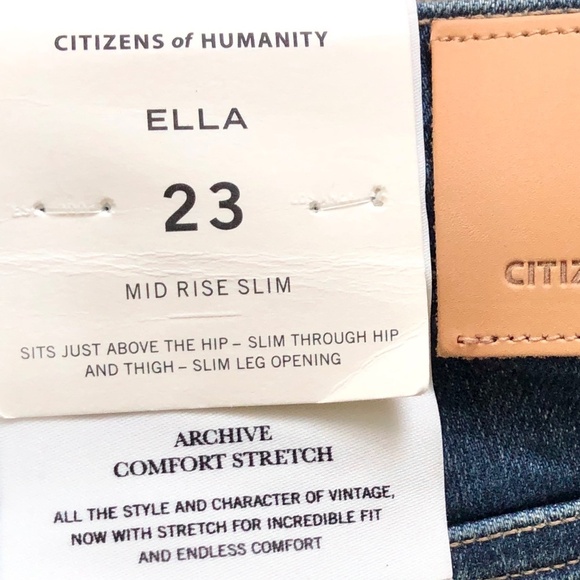 CITIZENS of HUMANITY
ELLA
23
MID RISE SLIM
SITS JUST ABOVE THE HIP – SLIM THROUGH HIP
AND THIGH – SLIM LEG OPENING
ARCHIVE
COMFORT STRETCH
ALL THE STYLE AND CHARACTER OF VINTAGE,
NOW WITH STRETCH FOR INCREDIBLE FIT
AND ENDLESS COMFORT